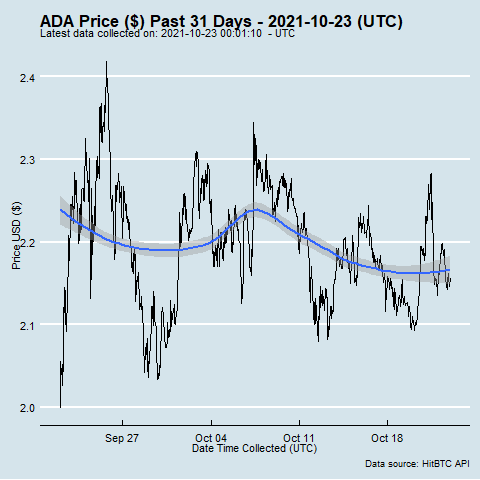 ADA Price ($) Past 31 Days - 2021-10-23 (UTC)
Latest data collected on: 2021-10-23 00:01:10 - UTC
2.4
2.3
2.2
2.1
2.0
Price USD ($)
Sep 27
Oct 04
Oct 11
Oct 18
Date Time Collected (UTC)
Data source: HitBTC API